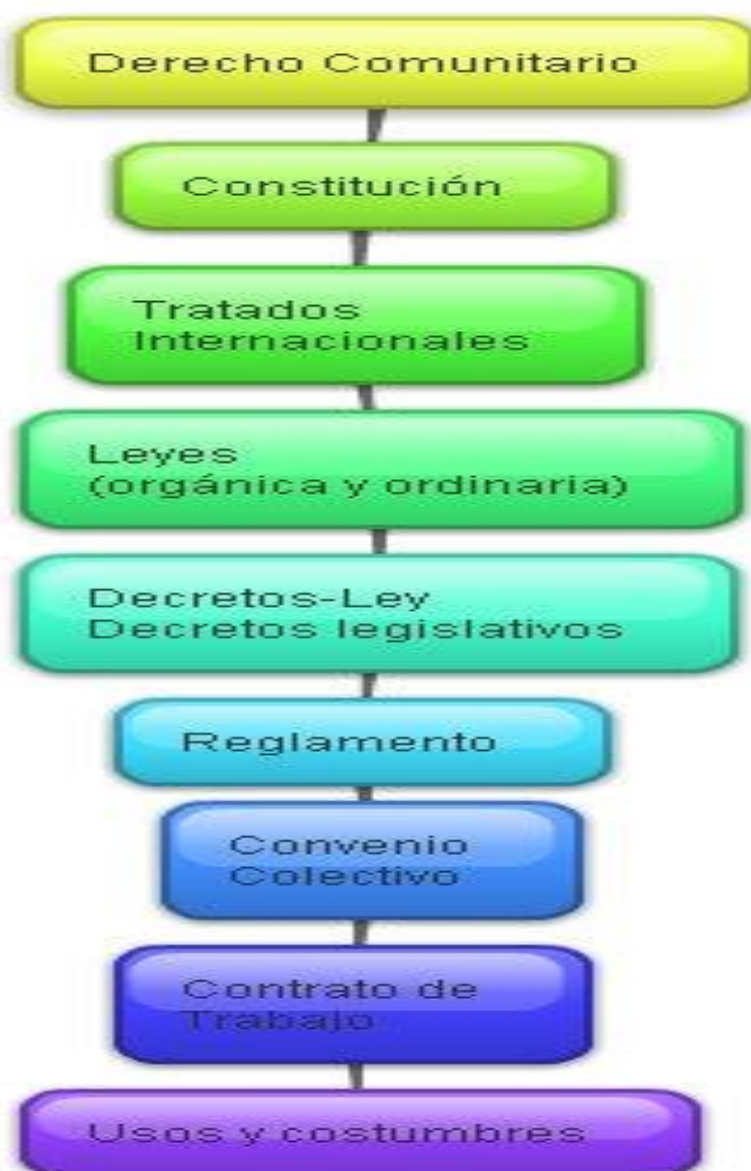 Derecho Comunitario
Constitución
Tratados
Internacionales
Leyes
(orgánica y ordinaria)
Decretos-Ley
Decretos legislativos
Reglamento
Convenio
Colectivo
Contrato de
Trabajo
Usos y costumbres